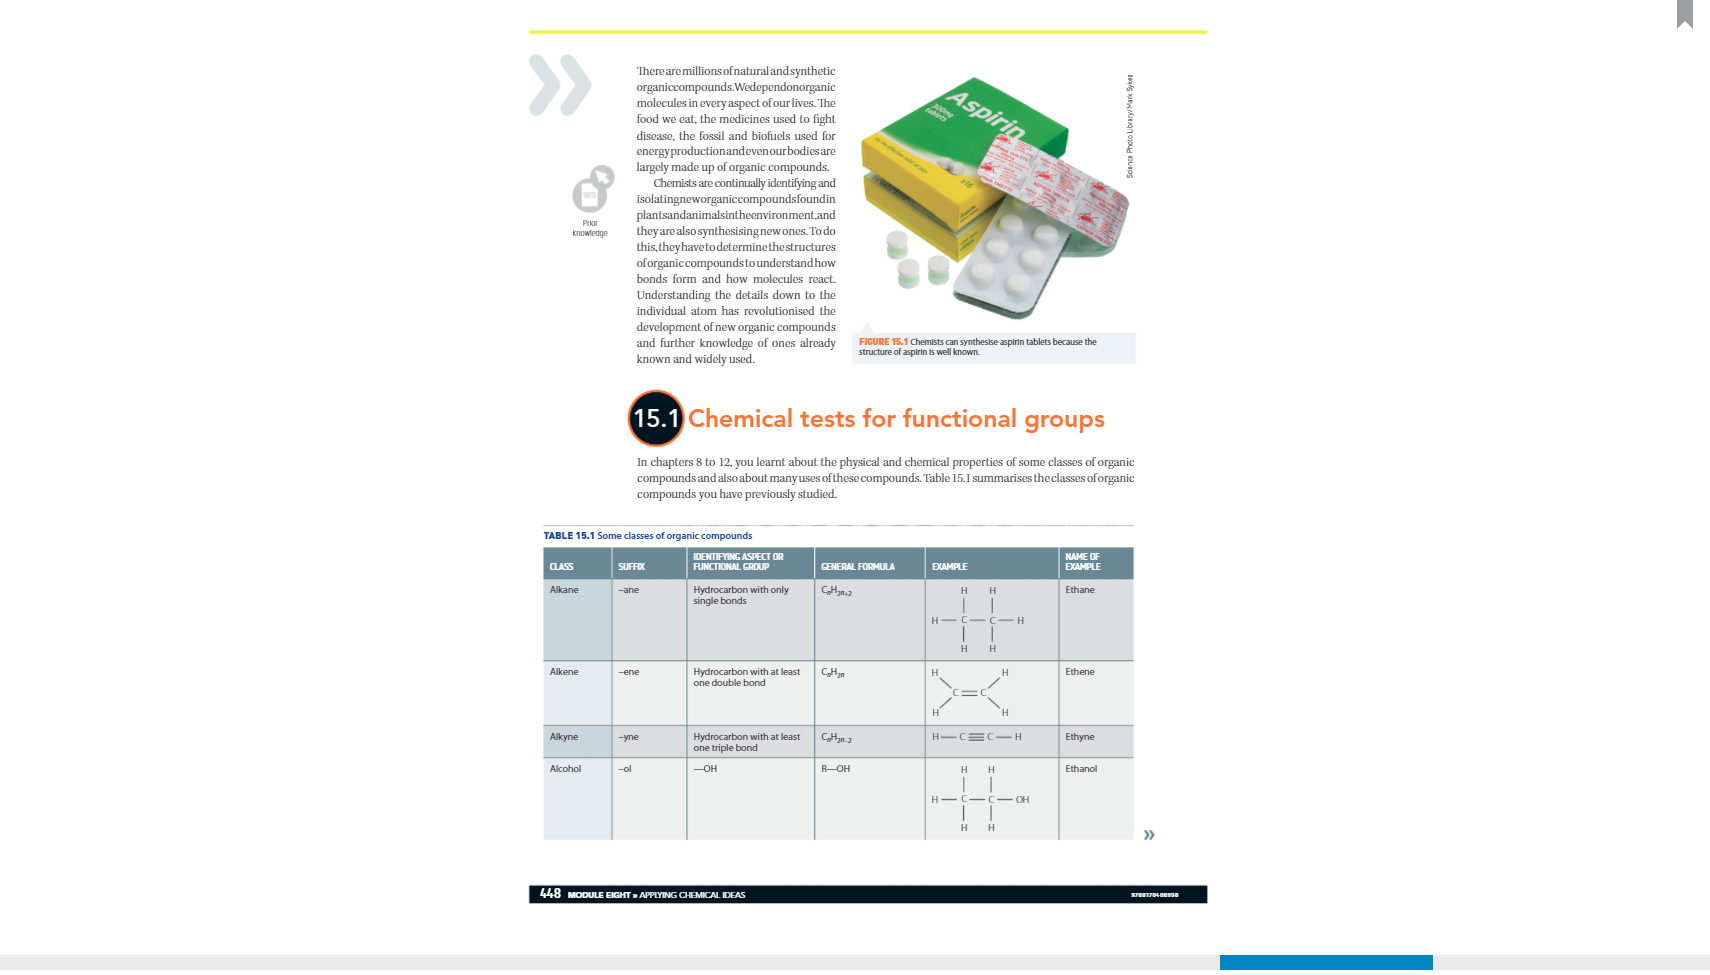 There are millions of natural and synthetic
organic compounds. We depend on organic
molecules in every aspect of our lives. The
food we eat, the medicines used to fight
disease, the fossil and biofuels used for
energy production and even our bodies are
largely made up of organic compounds.
Chemists are continually identifying and
isolating new organic compounds found in
plants and animals in the environment, and
they are also synthesising new ones. To do
this, they have to determine the structures
of organic compounds to understand how
bonds form and how molecules react.
Understanding the details down to the
individual atom has revolutionised the
development of new organic compounds
and further knowledge of ones already
known and widely used.
WS
Prior
knowledge
Aspirin
300mg
tablets
x16
Science Photo Library/Mark Sykes
FIGURE 15.1 Chemists can synthesise aspirin tablets because the
structure of aspirin is well known.
15.1 Chemical tests for functional groups
In chapters 8 to 12, you learnt about the physical and chemical properties of some classes of organic
compounds and also about many uses of these compounds. Table 15.1 summarises the classes of organic
compounds you have previously studied.
TABLE 15.1 Some classes of organic compounds
CLASS SUFFIX IDENTIFYING ASPECT OR FUNCTIONAL GROUP GENERAL FORMULA EXAMPLE NAME OF EXAMPLE
Alkane –ane Hydrocarbon with only CₙH₂ₙ₊₂ H H Ethane
single bonds
H — C — C — H
H H
Alkene –ene Hydrocarbon with at least CₙH₂ₙ H H Ethene
one double bond
C = C
H H
Alkyne –yne Hydrocarbon with at least CₙH₂ₙ₋₂ H — C ≡ C — H Ethyne
one triple bond
Alcohol –ol —OH R—OH H H Ethanol
H — C — C — OH
H H
»
448 MODULE EIGHT » APPLYING CHEMICAL IDEAS
9780170408998